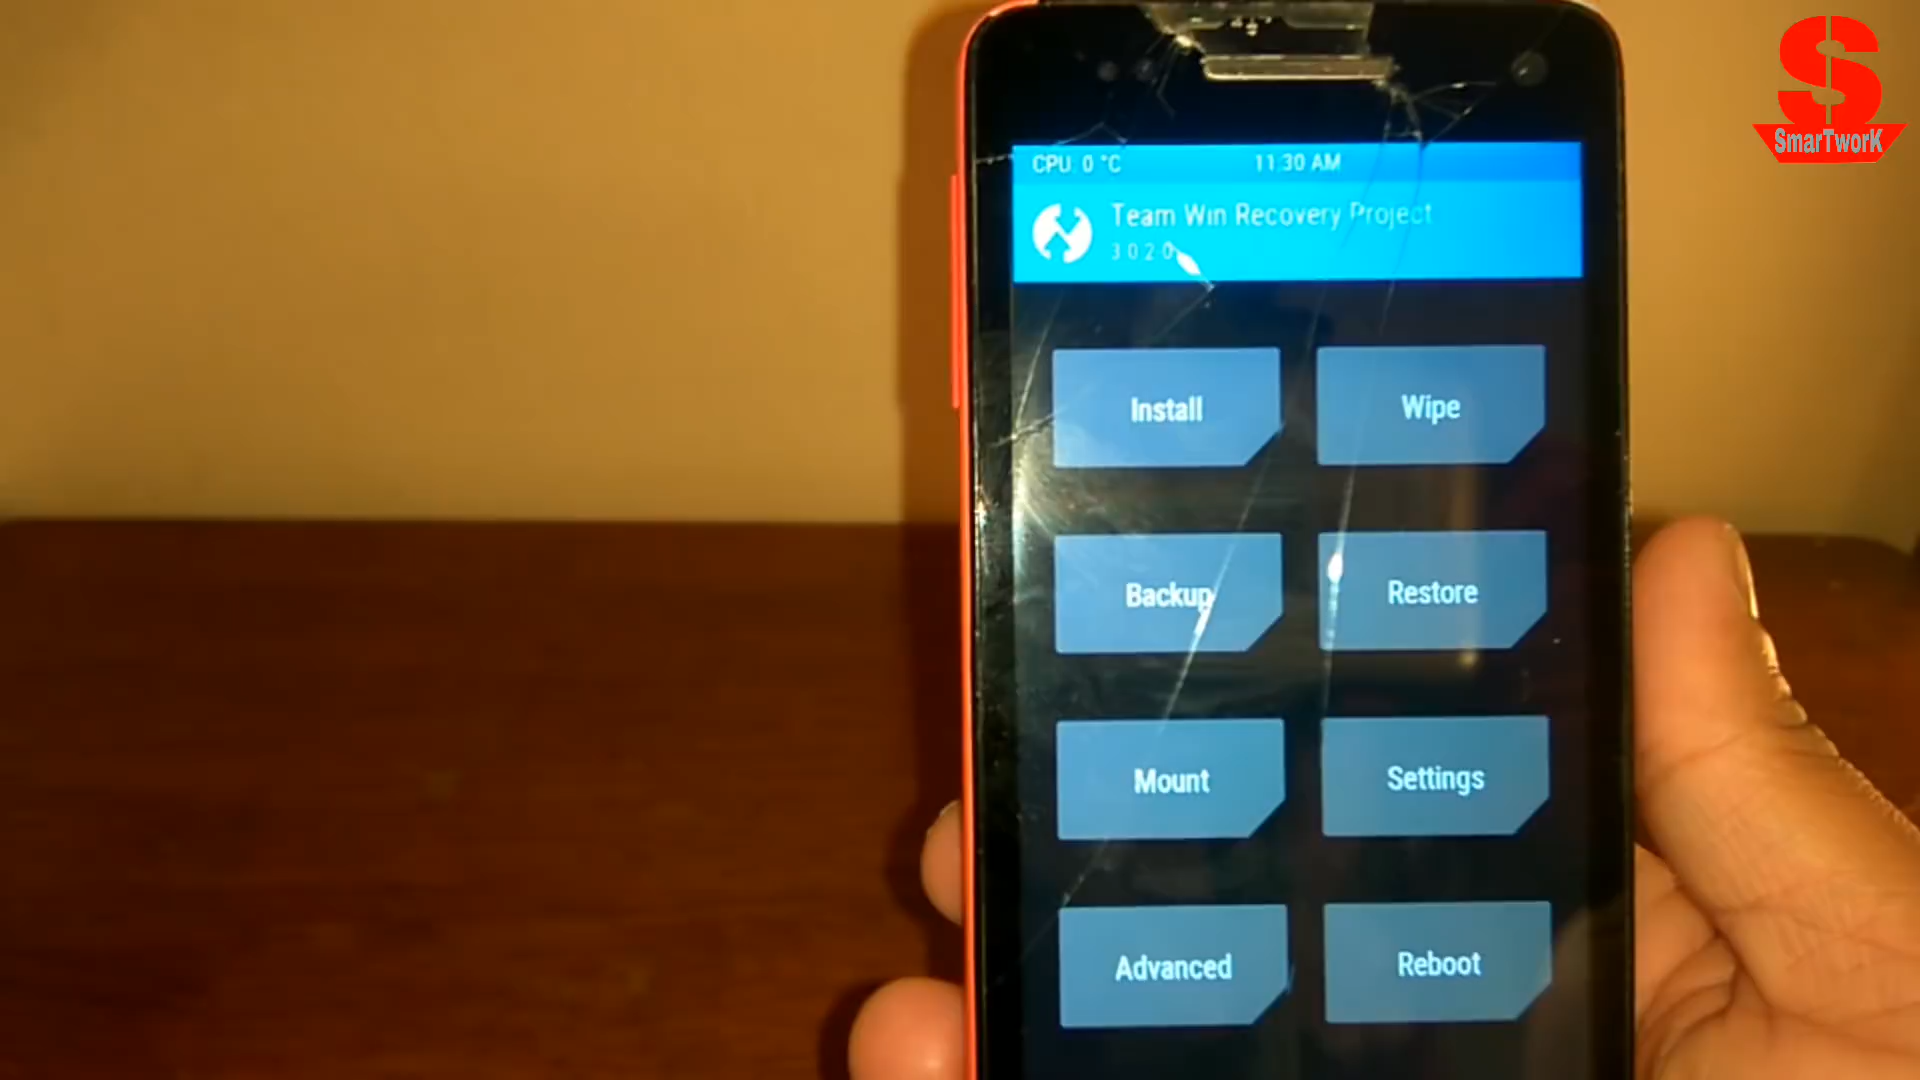 CPU: 0 °C
11:30 AM
Team Win Recovery Project
3.0.2-0
Install
Wipe
Backup
Restore
Mount
Settings
Advanced
Reboot
S
SmarTworK